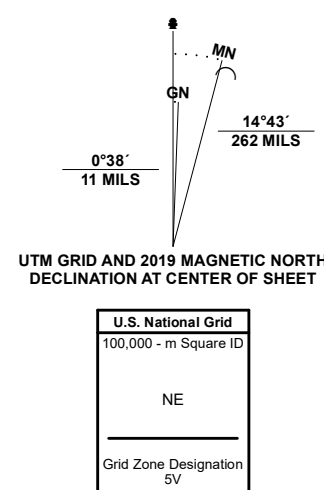 MN
GN
14°43´
262 MILS
0°38´
11 MILS
UTM GRID AND 2019 MAGNETIC NORTH
DECLINATION AT CENTER OF SHEET
U.S. National Grid
100,000 - m Square ID
NE
Grid Zone Designation
5V